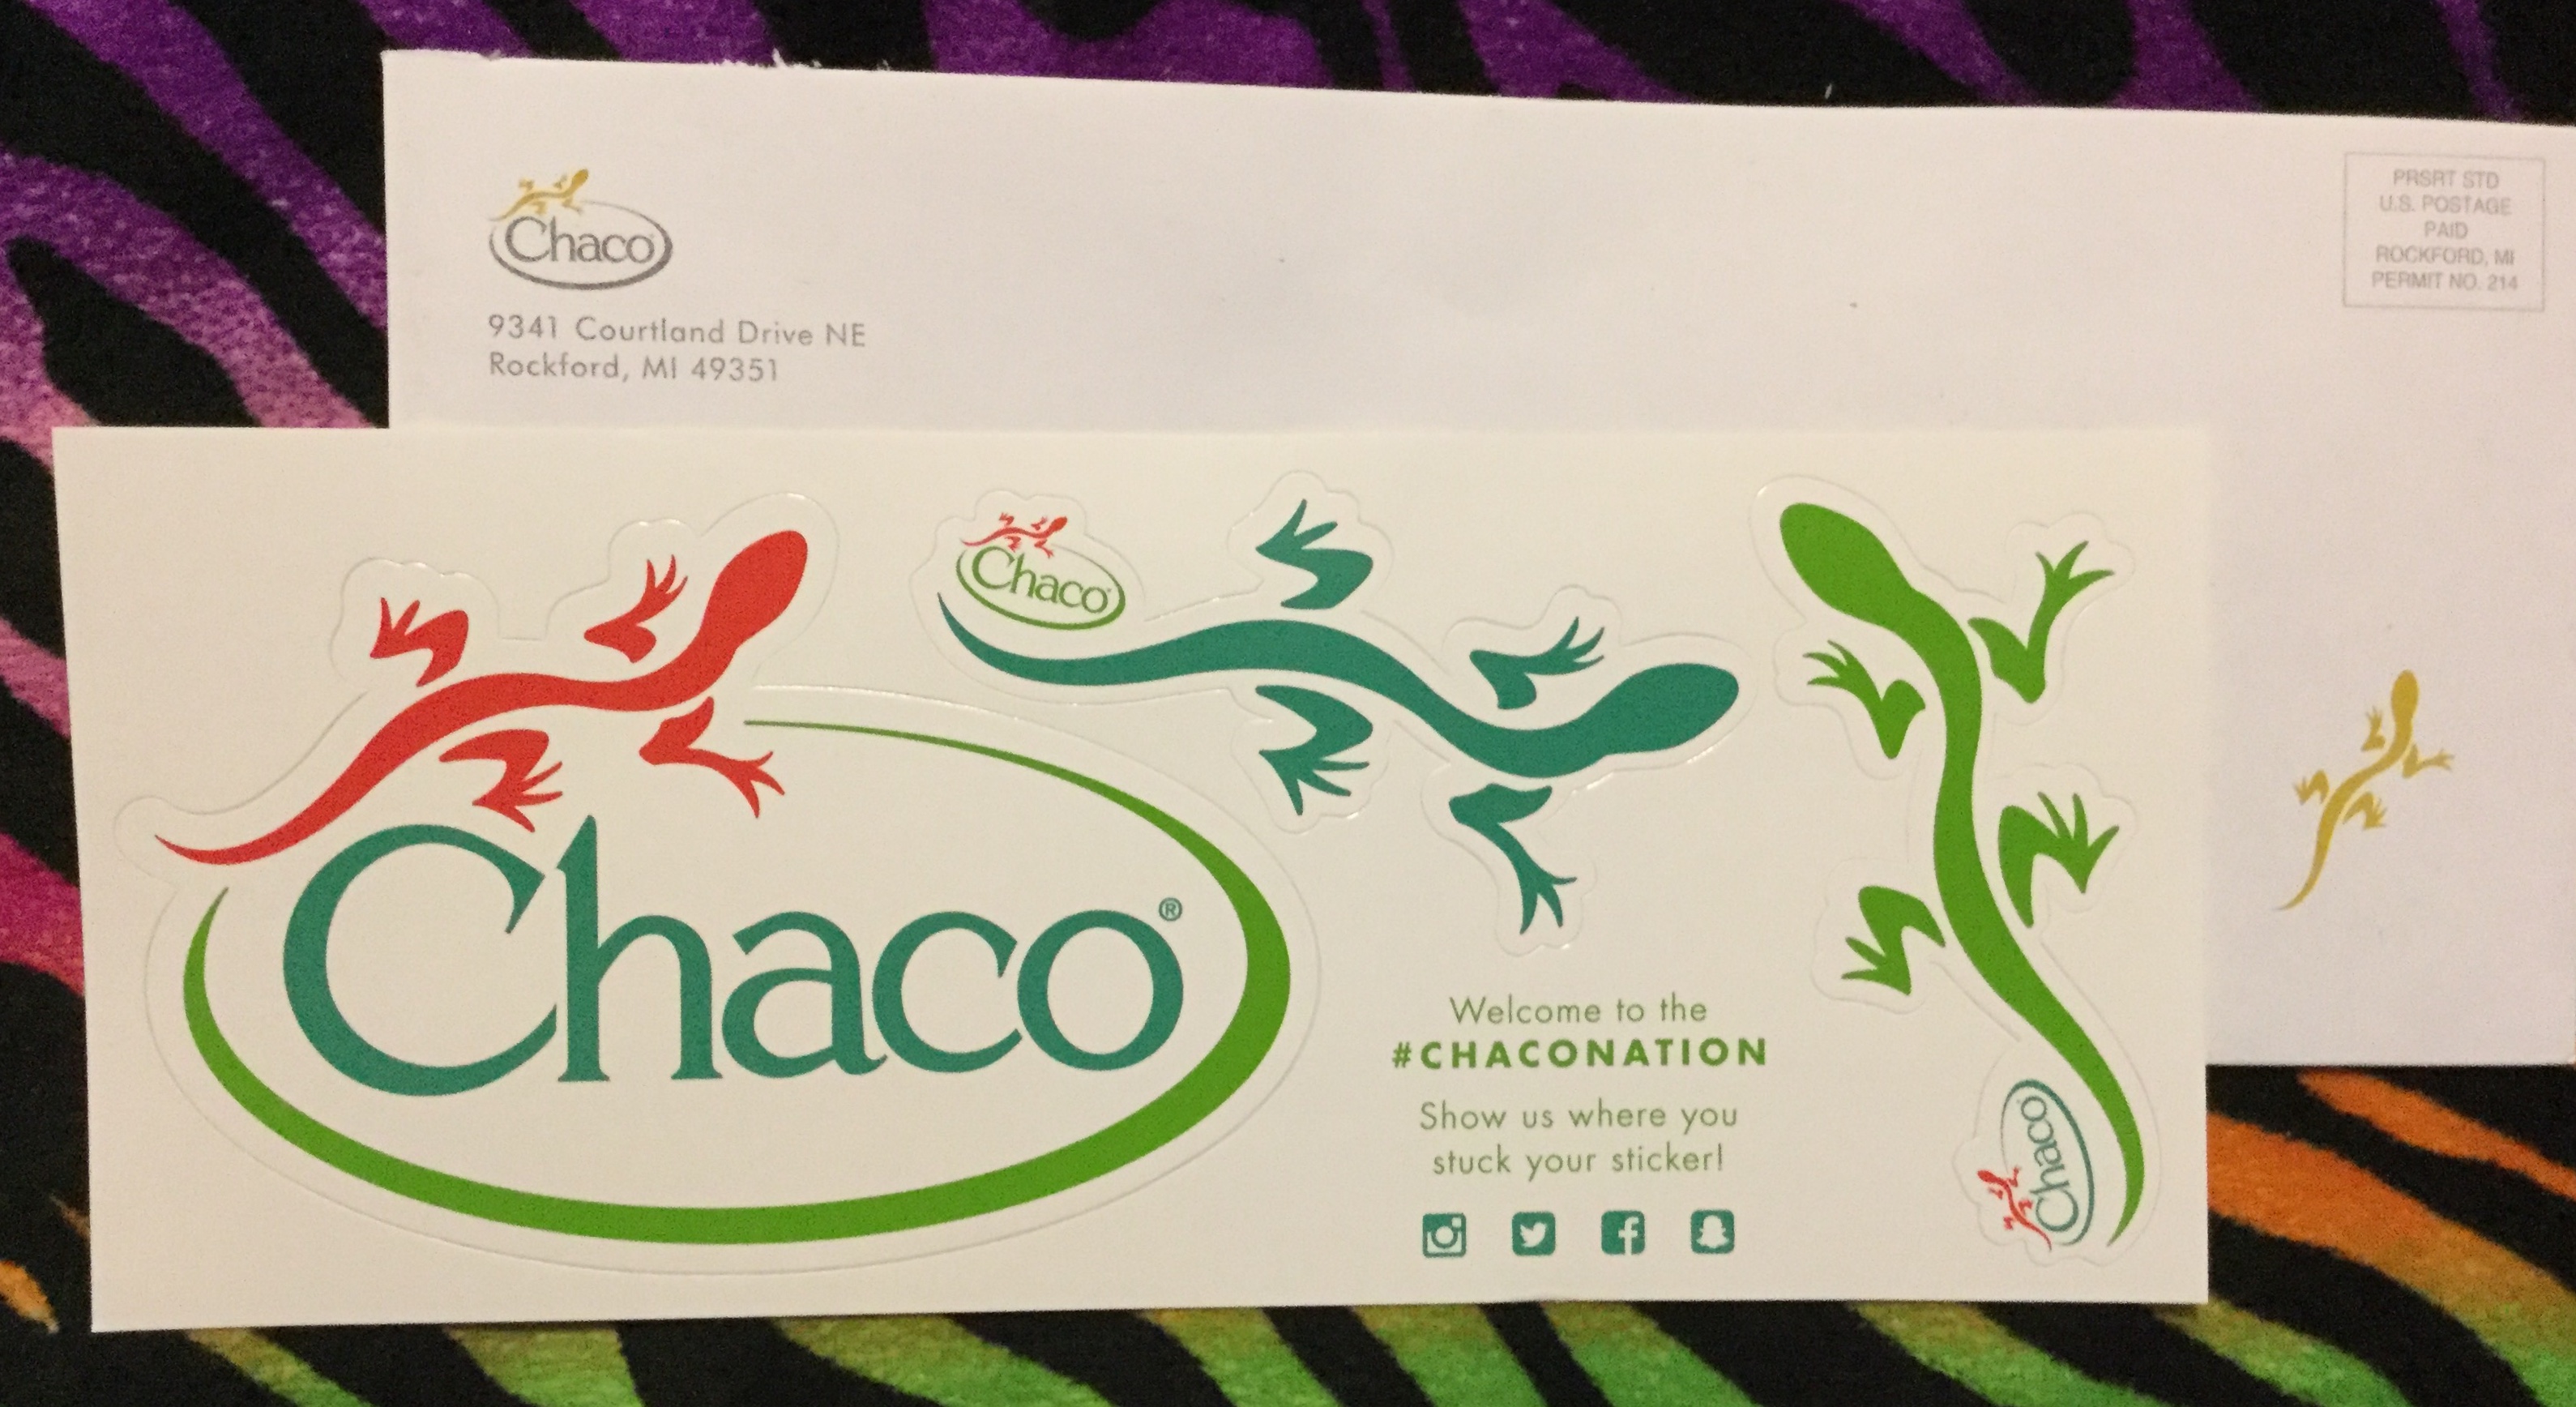 Chaco
9341 Courtland Drive NE
Rockford, MI 49351
PRSRT STD
U.S. POSTAGE
PAID
ROCKFORD, MI
PERMIT NO. 214
Chaco®
Chaco
Welcome to the
#CHACONATION
Show us where you
stuck your sticker!
Chaco